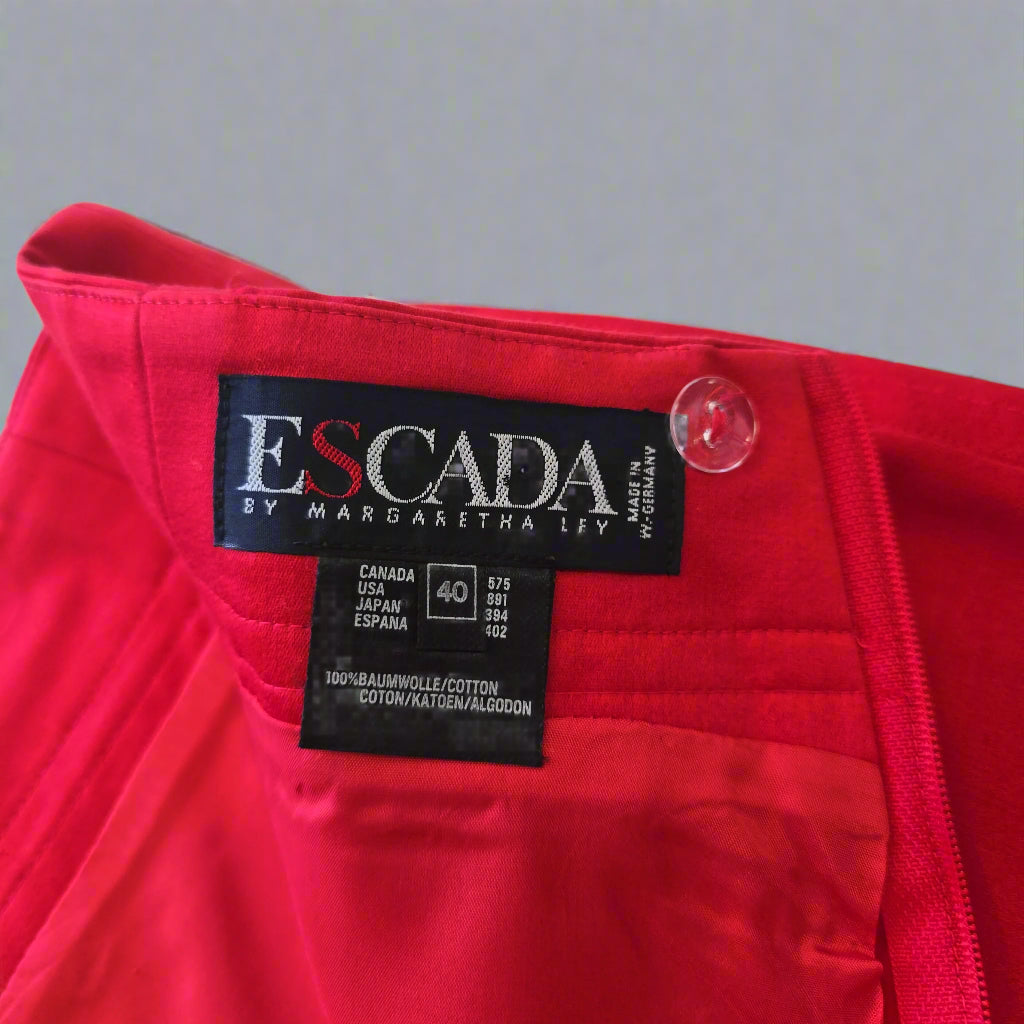 ESCADA
BY MARGARETHA LEY
MADE IN
W.-GERMANY
CANADA
USA
JAPAN
ESPANA
40
575
891
394
402
100%BAUMWOLLE/COTTON
COTON/KATOEN/ALGODON